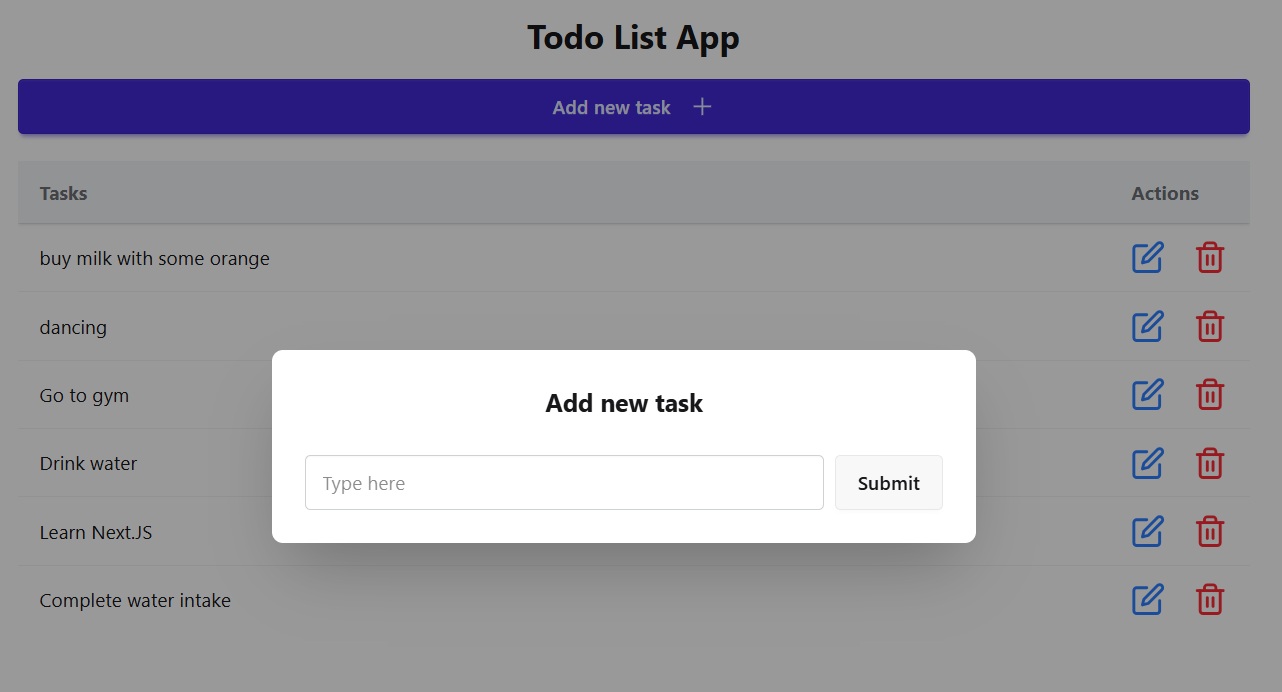 Todo List App
Add new task
Tasks Actions
buy milk with some orange
dancing
Go to gym
Drink water
Learn Next.JS
Complete water intake
Add new task
Type here Submit